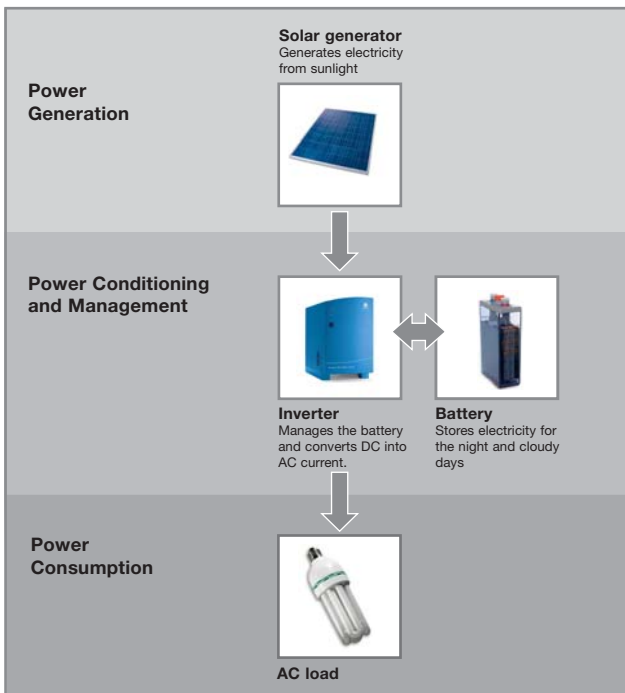 Solar generator
Generates electricity
from sunlight
Power
Generation
Power Conditioning
and Management
Inverter
Manages the battery
and converts DC into
AC current.
Battery
Stores electricity for
the night and cloudy
days
Power
Consumption
AC load